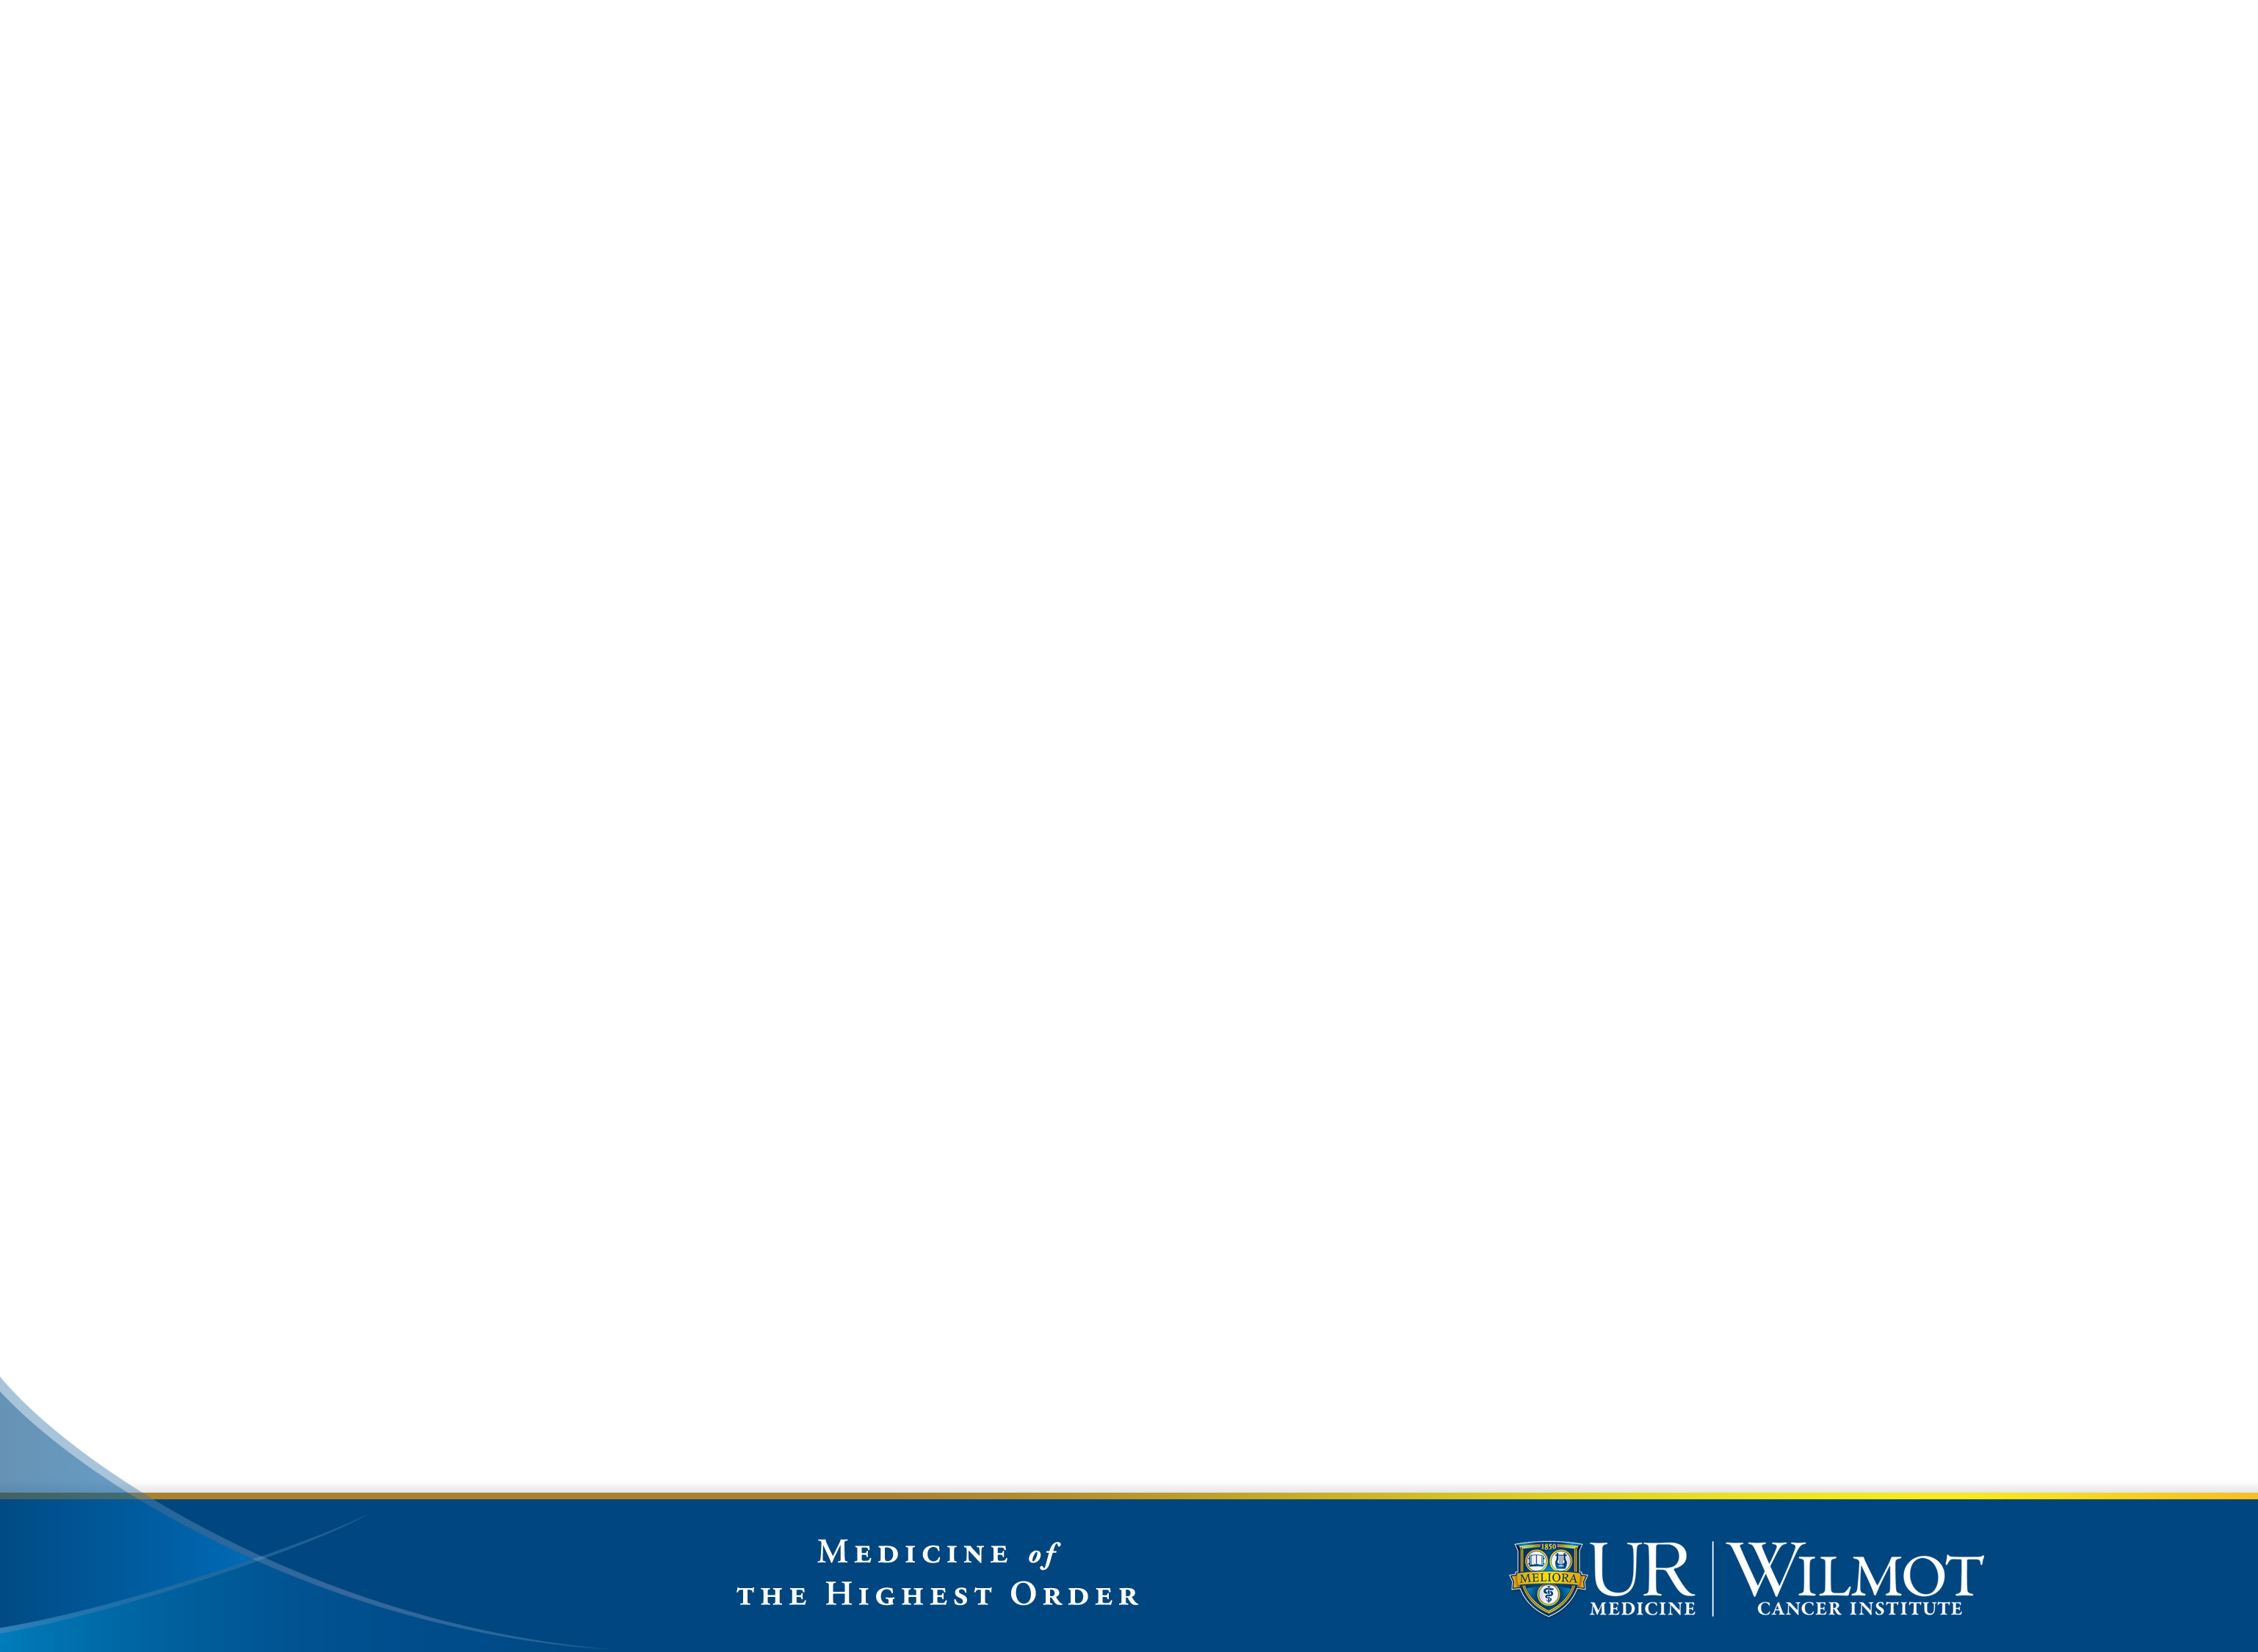 MEDICINE of
THE HIGHEST ORDER
1850
MELIORA
UR
MEDICINE
WILMOT
CANCER INSTITUTE